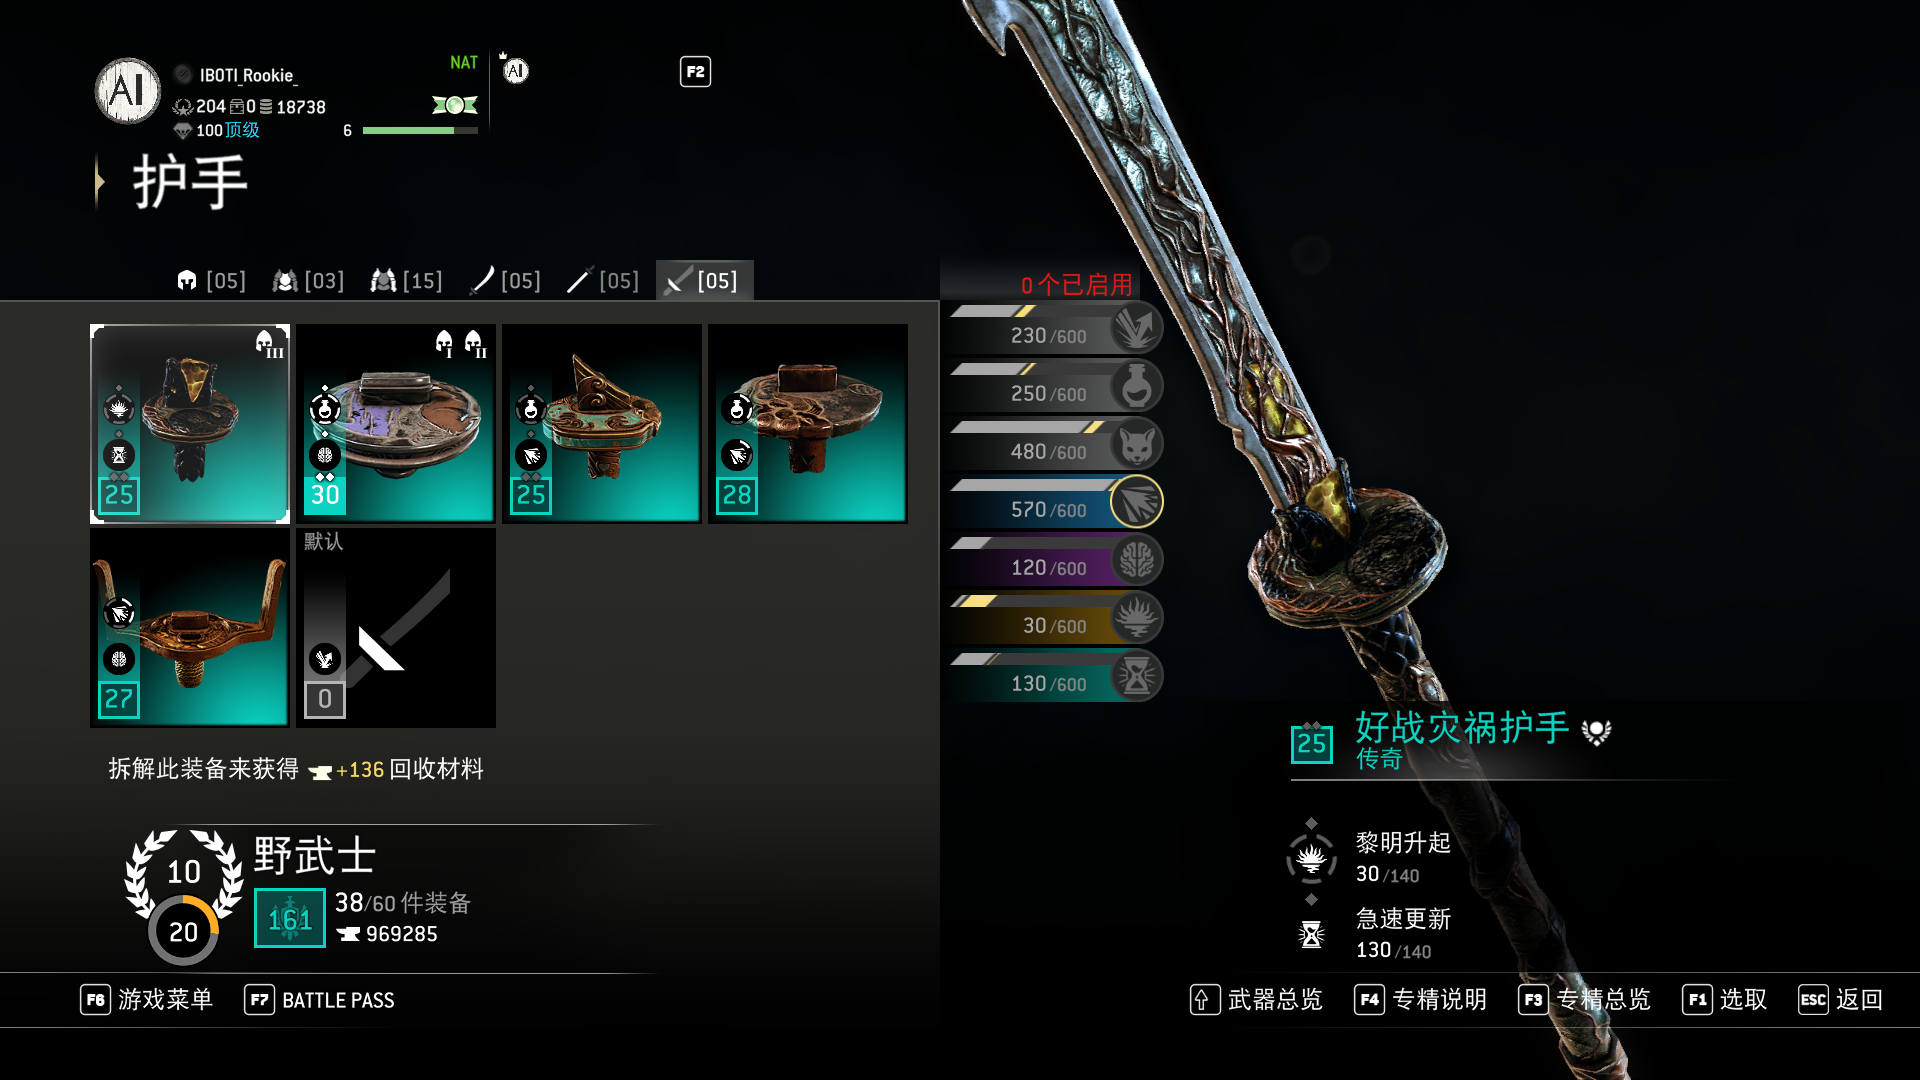 AI
IBOTI_Rookie_
NAT
AI
F2
204 0 18738
100 顶级
6
护手
[05] [03] [15] [05] [05] [05]
0 个已启用
230/600
250/600
480/600
570/600
120/600
30/600
130/600
III
25
I II
30
25
28
27
默认
0
拆解此装备来获得 +136 回收材料
10
20
野武士
161
38/60 件装备
969285
25
好战灾祸护手
传奇
黎明升起
30/140
急速更新
130/140
F6 游戏菜单 F7 BATTLE PASS
武器总览 F4 专精说明 F3 专精总览 F1 选取 ESC 返回